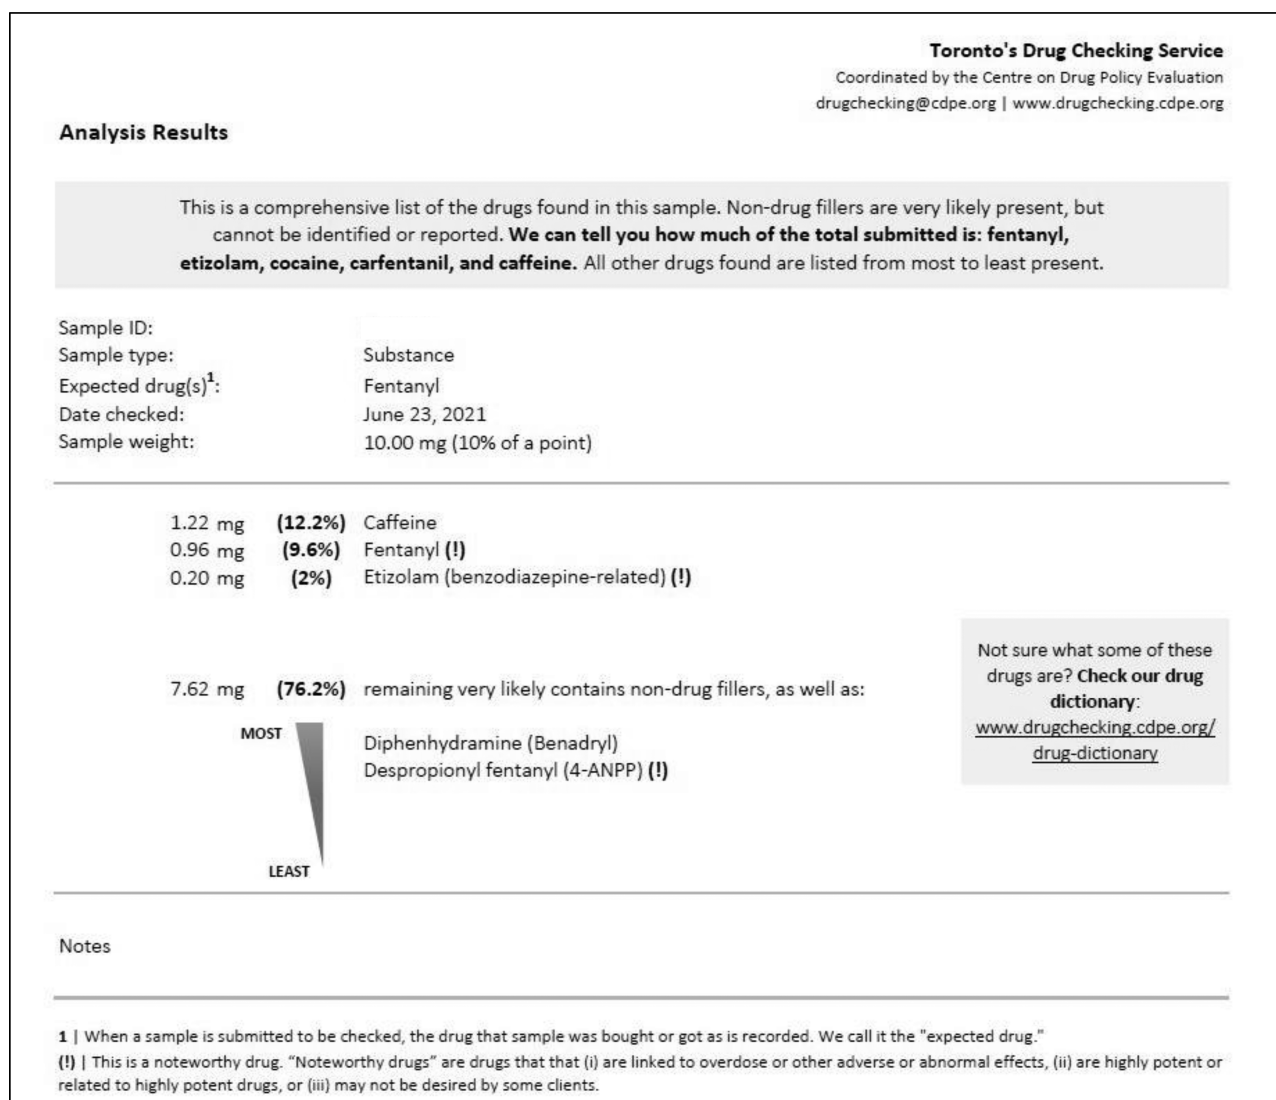 Toronto's Drug Checking Service
Coordinated by the Centre on Drug Policy Evaluation
drugchecking@cdpe.org | www.drugchecking.cdpe.org
Analysis Results
This is a comprehensive list of the drugs found in this sample. Non-drug fillers are very likely present, but
cannot be identified or reported. We can tell you how much of the total submitted is: fentanyl,
etizolam, cocaine, carfentanil, and caffeine. All other drugs found are listed from most to least present.
Sample ID:
Sample type: Substance
Expected drug(s)1: Fentanyl
Date checked: June 23, 2021
Sample weight: 10.00 mg (10% of a point)
1.22 mg (12.2%) Caffeine
0.96 mg (9.6%) Fentanyl (!)
0.20 mg (2%) Etizolam (benzodiazepine-related) (!)
7.62 mg (76.2%) remaining very likely contains non-drug fillers, as well as:
MOST
Diphenhydramine (Benadryl)
Despropionyl fentanyl (4-ANPP) (!)
LEAST
Not sure what some of these
drugs are? Check our drug
dictionary:
www.drugchecking.cdpe.org/
drug-dictionary
Notes
1 | When a sample is submitted to be checked, the drug that sample was bought or got as is recorded. We call it the "expected drug."
(!) | This is a noteworthy drug. “Noteworthy drugs” are drugs that that (i) are linked to overdose or other adverse or abnormal effects, (ii) are highly potent or
related to highly potent drugs, or (iii) may not be desired by some clients.